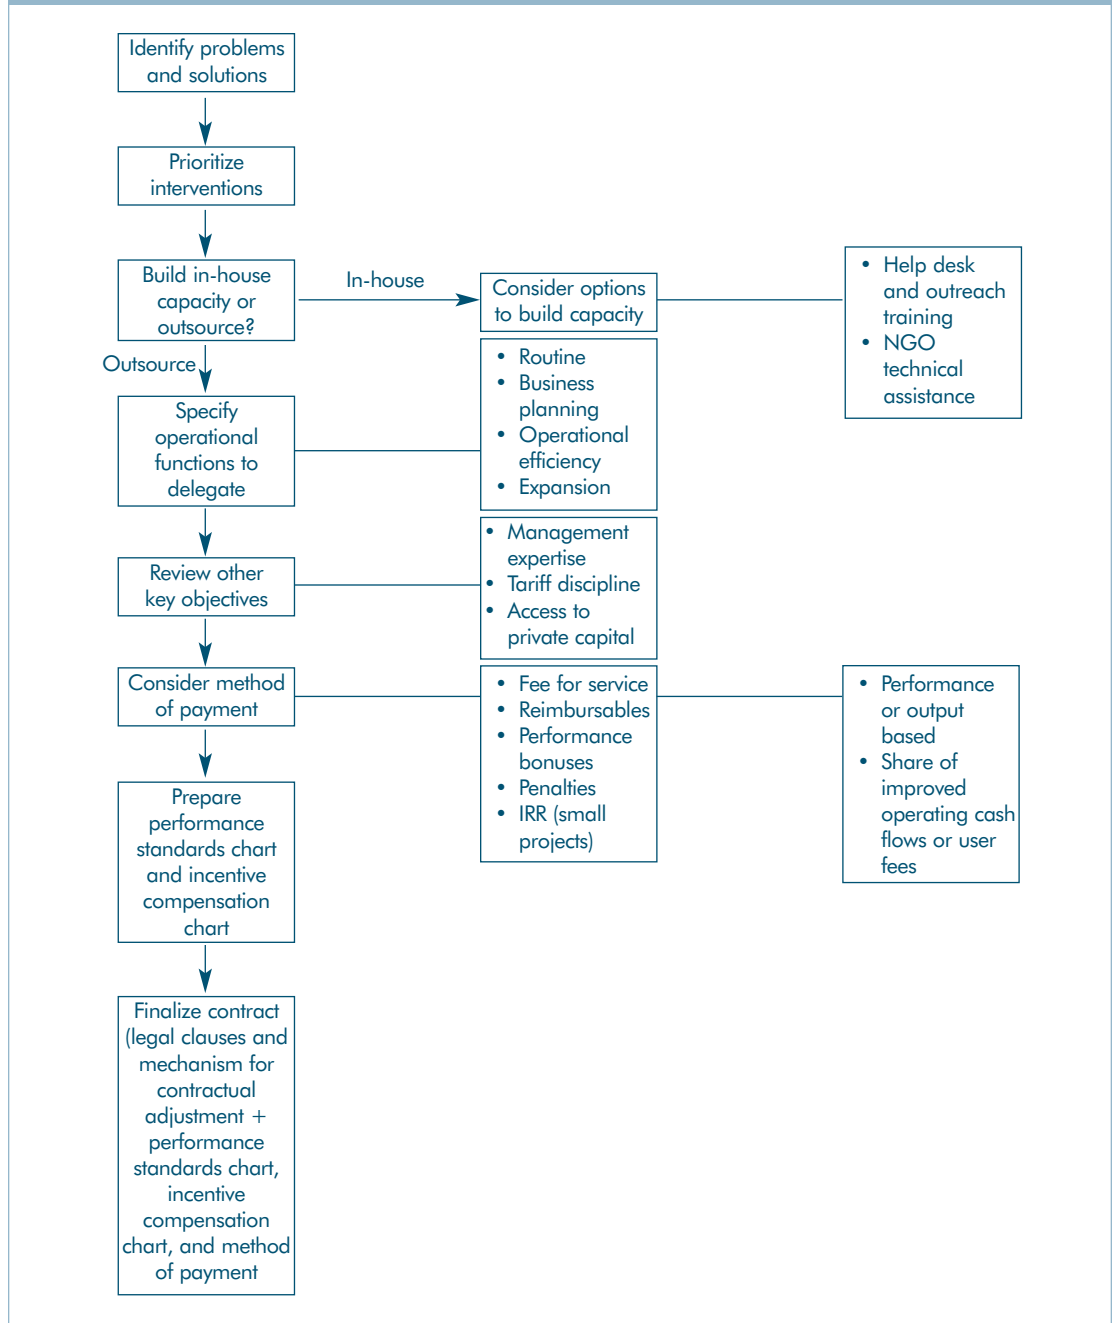 Identify problems
and solutions
Prioritize
interventions
Build in-house
capacity or
outsource?
In-house
Consider options
to build capacity
• Help desk
and outreach
training
• NGO
technical
assistance
Outsource
Specify
operational
functions to
delegate
• Routine
• Business
planning
• Operational
efficiency
• Expansion
Review other
key objectives
• Management
expertise
• Tariff discipline
• Access to
private capital
Consider method
of payment
• Fee for service
• Reimbursables
• Performance
bonuses
• Penalties
• IRR (small
projects)
• Performance
or output
based
• Share of
improved
operating cash
flows or user
fees
Prepare
performance
standards chart
and incentive
compensation
chart
Finalize contract
(legal clauses and
mechanism for
contractual
adjustment +
performance
standards chart,
incentive
compensation
chart, and method
of payment